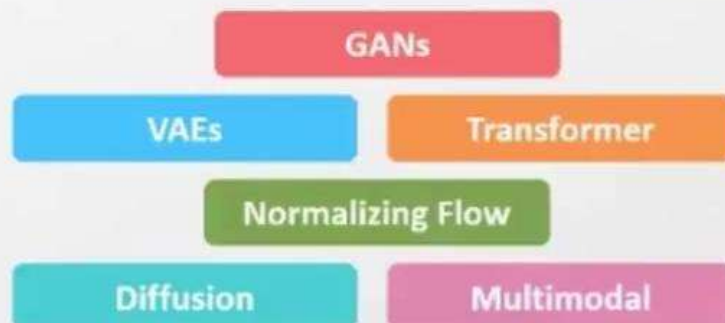 GANs
VAEs
Transformer
Normalizing Flow
Diffusion
Multimodal